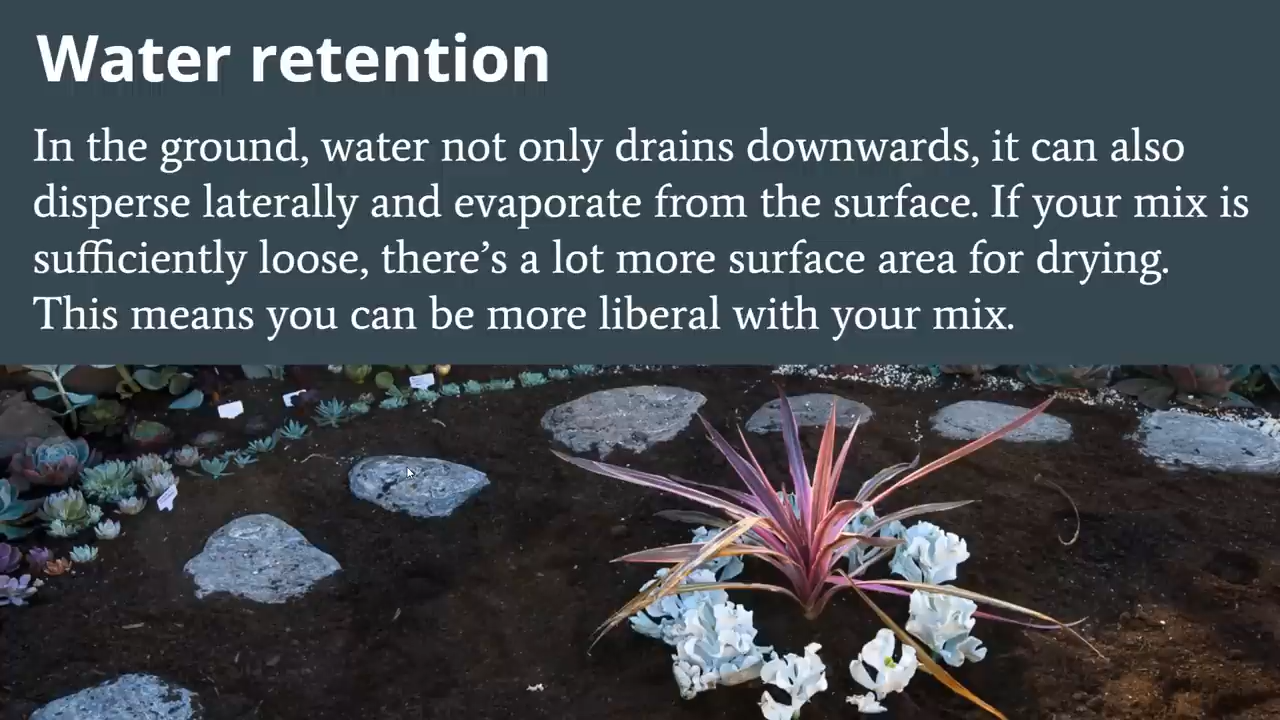 Water retention
In the ground, water not only drains downwards, it can also
disperse laterally and evaporate from the surface. If your mix is
sufficiently loose, there’s a lot more surface area for drying.
This means you can be more liberal with your mix.